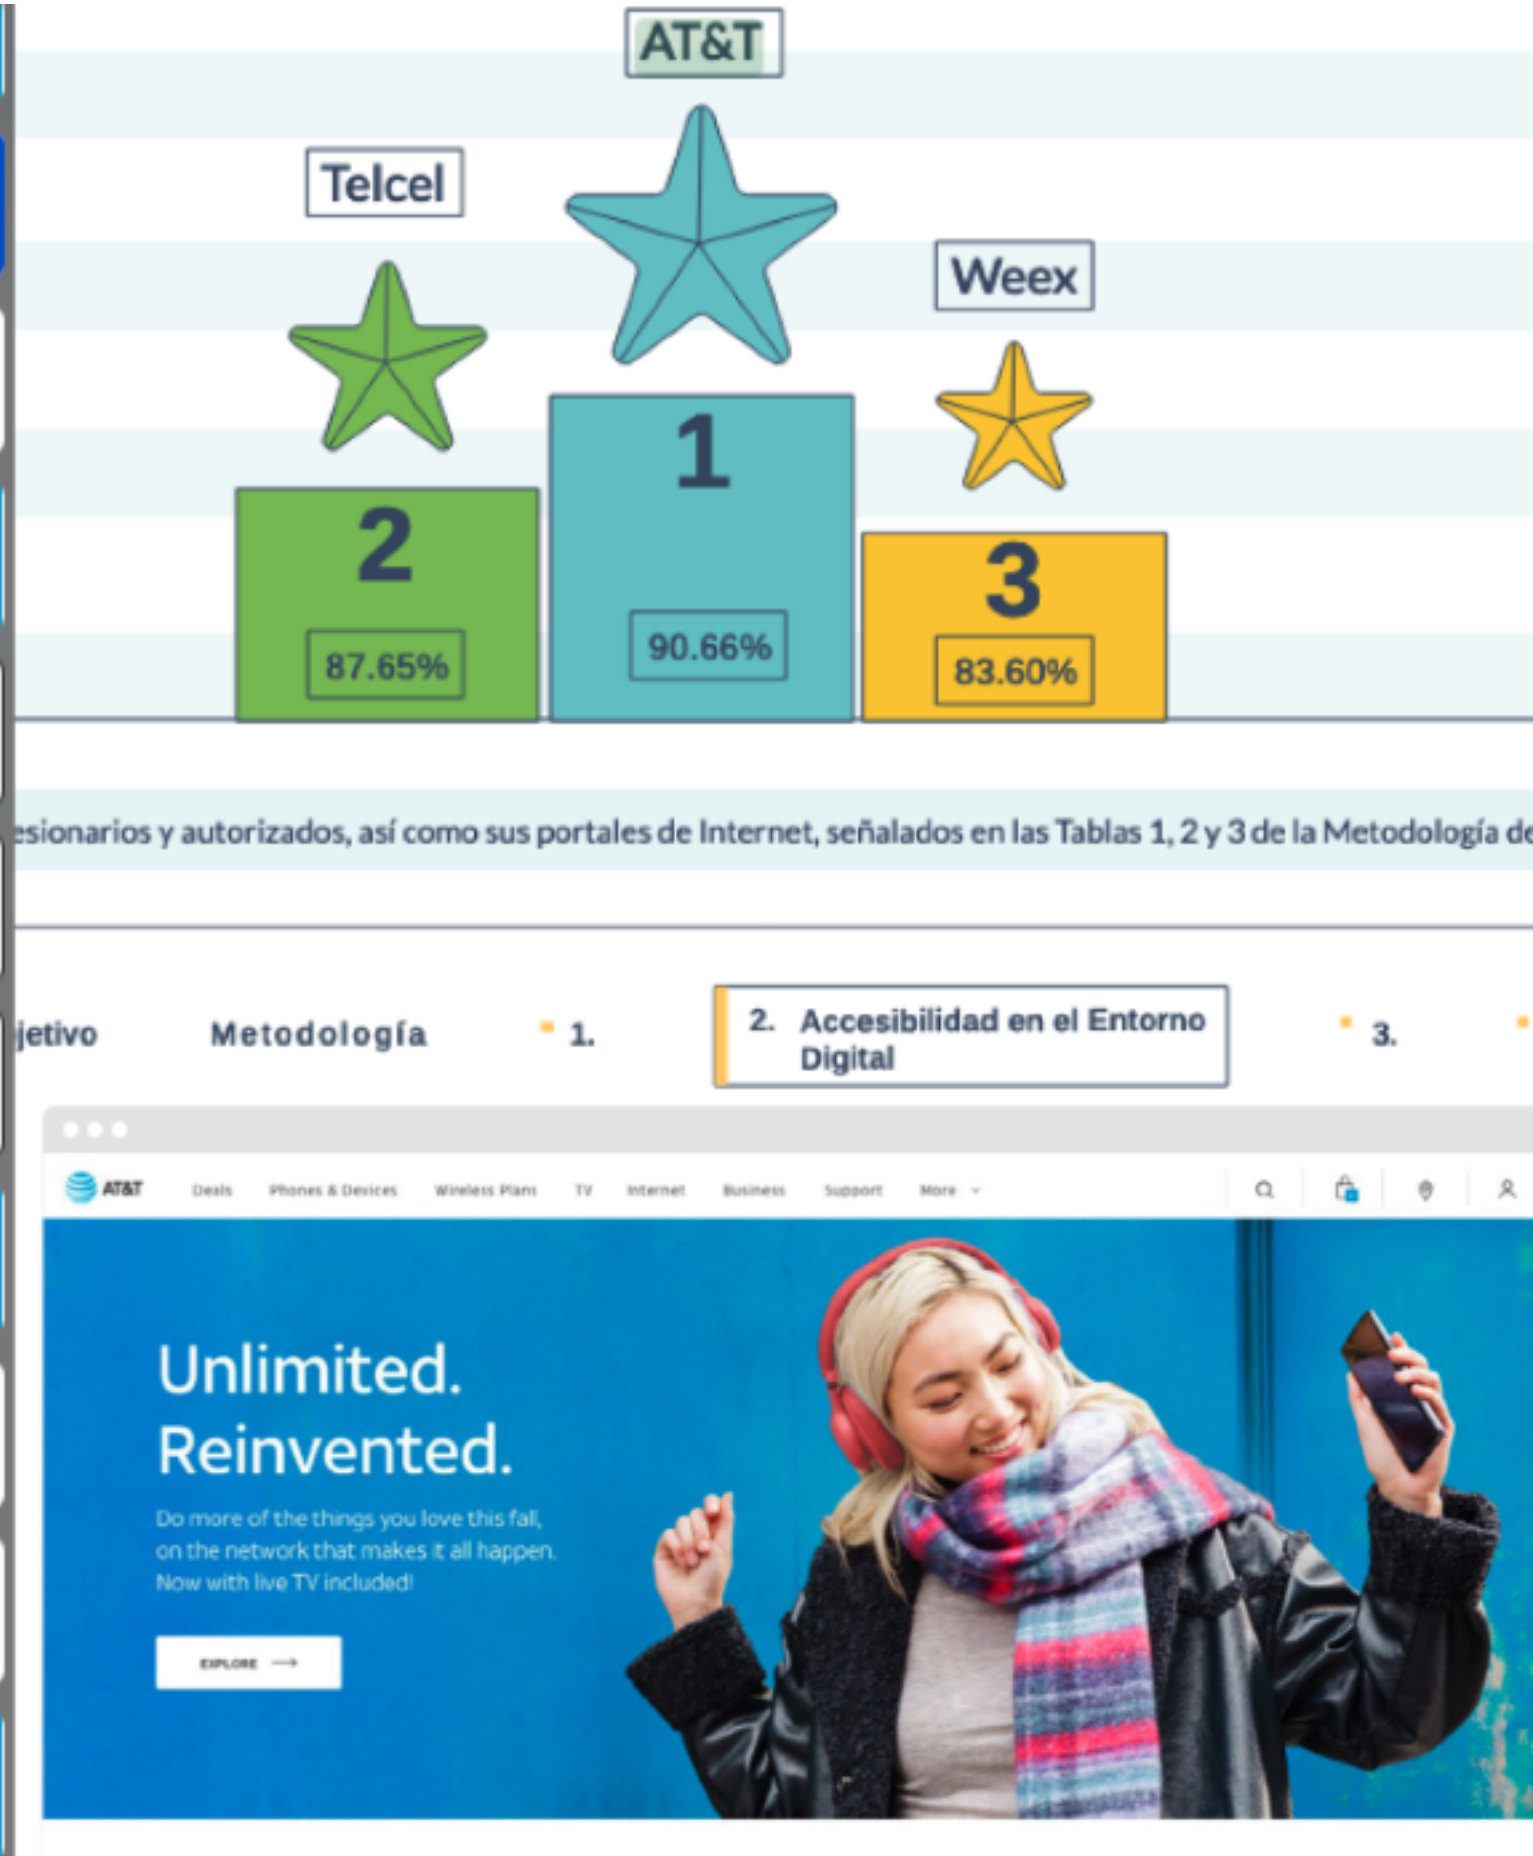 AT&T
Telcel
Weex
1
2
3
90.66%
87.65%
83.60%
esionarios y autorizados, así como sus portales de Internet, señalados en las Tablas 1, 2 y 3 de la Metodología de
jetivo Metodología 1. 2. Accesibilidad en el Entorno 3.
Digital
AT&T Deals Phones & Devices Wireless Plans TV Internet Business Support More
Unlimited.
Reinvented.
Do more of the things you love this fall,
on the network that makes it all happen.
Now with live TV included!
EXPLORE